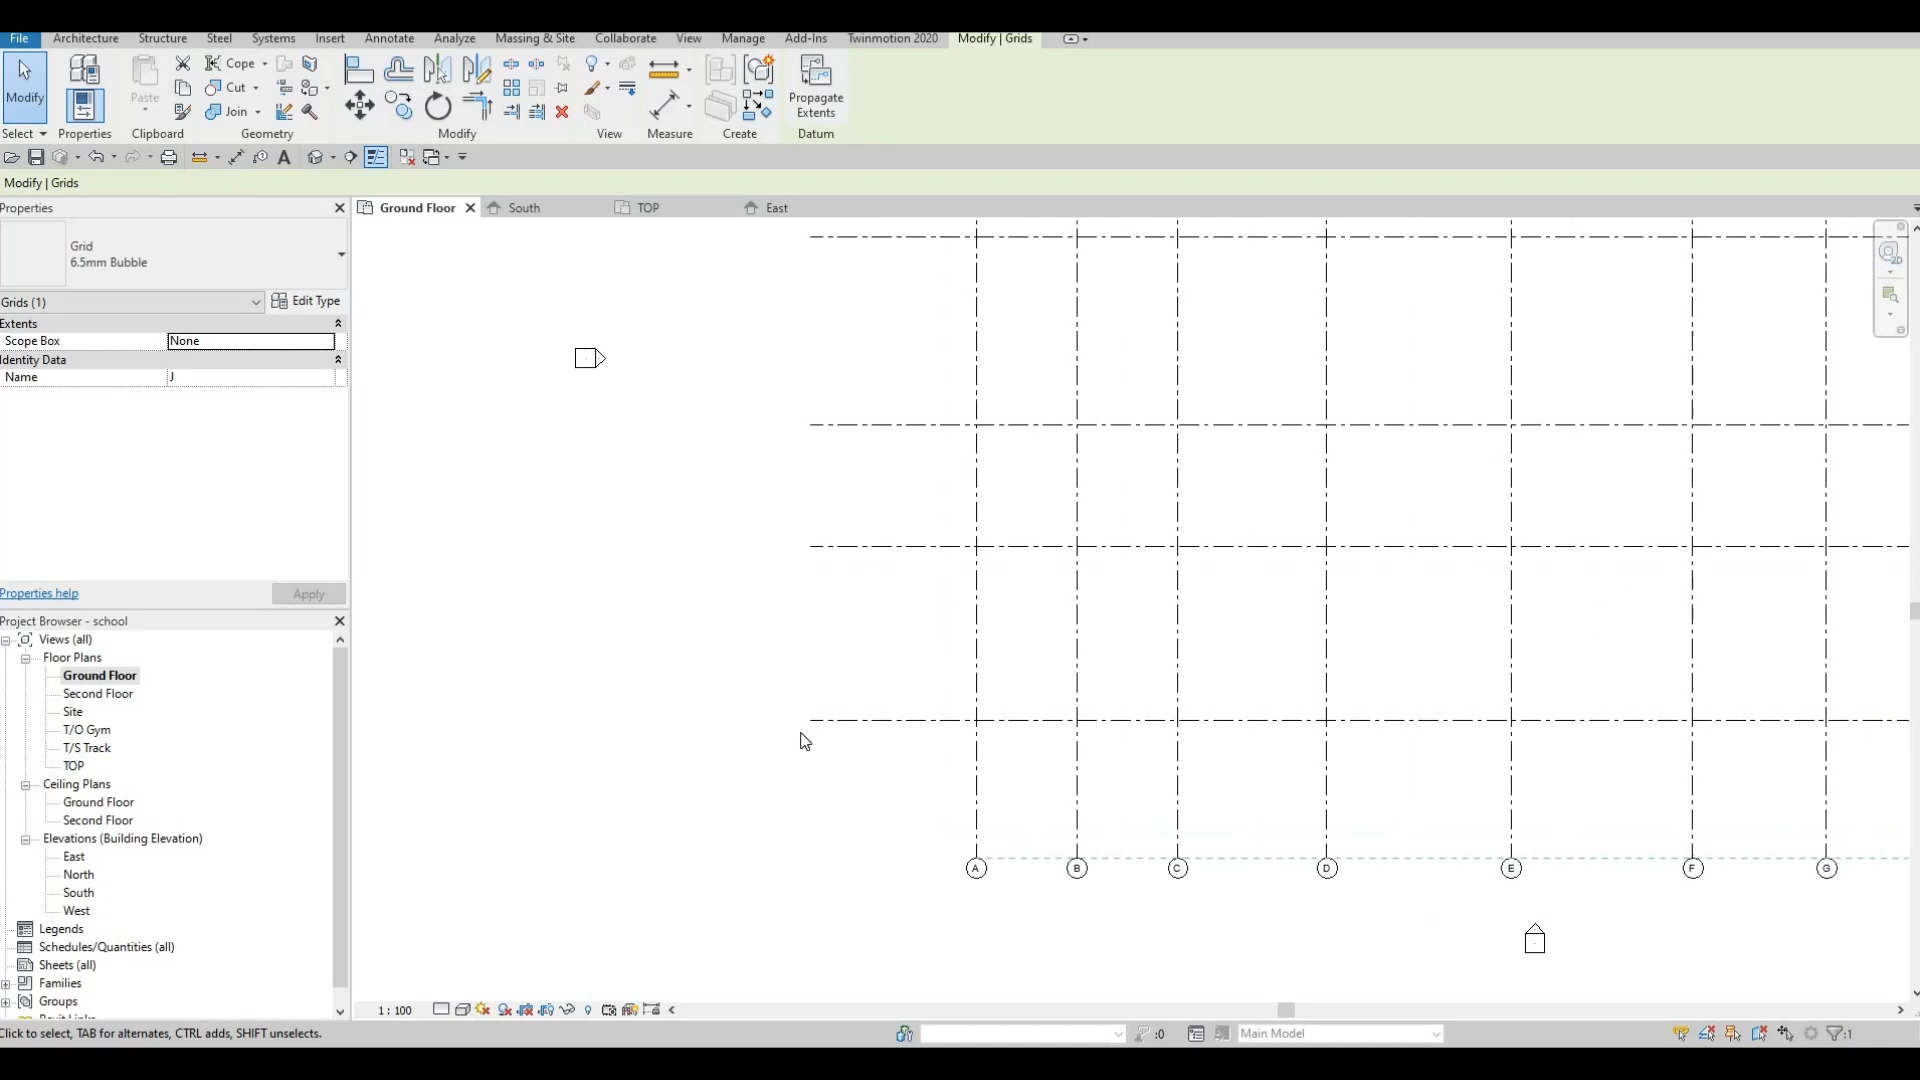 File Architecture Structure Steel Systems Insert Annotate Analyze Massing & Site Collaborate View Manage Add-Ins Twinmotion 2020 Modify | Grids
Modify Paste Cope Cut Join Propagate Extents
Select Properties Clipboard Geometry Modify View Measure Create Datum
Modify | Grids
Properties
Ground Floor South TOP East
Grid
6.5mm Bubble
Grids (1) Edit Type
Extents
Scope Box None
Identity Data
Name J
Properties help Apply
Project Browser - school
Views (all)
Floor Plans
Ground Floor
Second Floor
Site
T/O Gym
T/S Track
TOP
Ceiling Plans
Ground Floor
Second Floor
Elevations (Building Elevation)
East
North
South
West
Legends
Schedules/Quantities (all)
Sheets (all)
Families
Groups
A B C D E F G
2D
1 : 100
Click to select, TAB for alternates, CTRL adds, SHIFT unselects. :0 Main Model :1